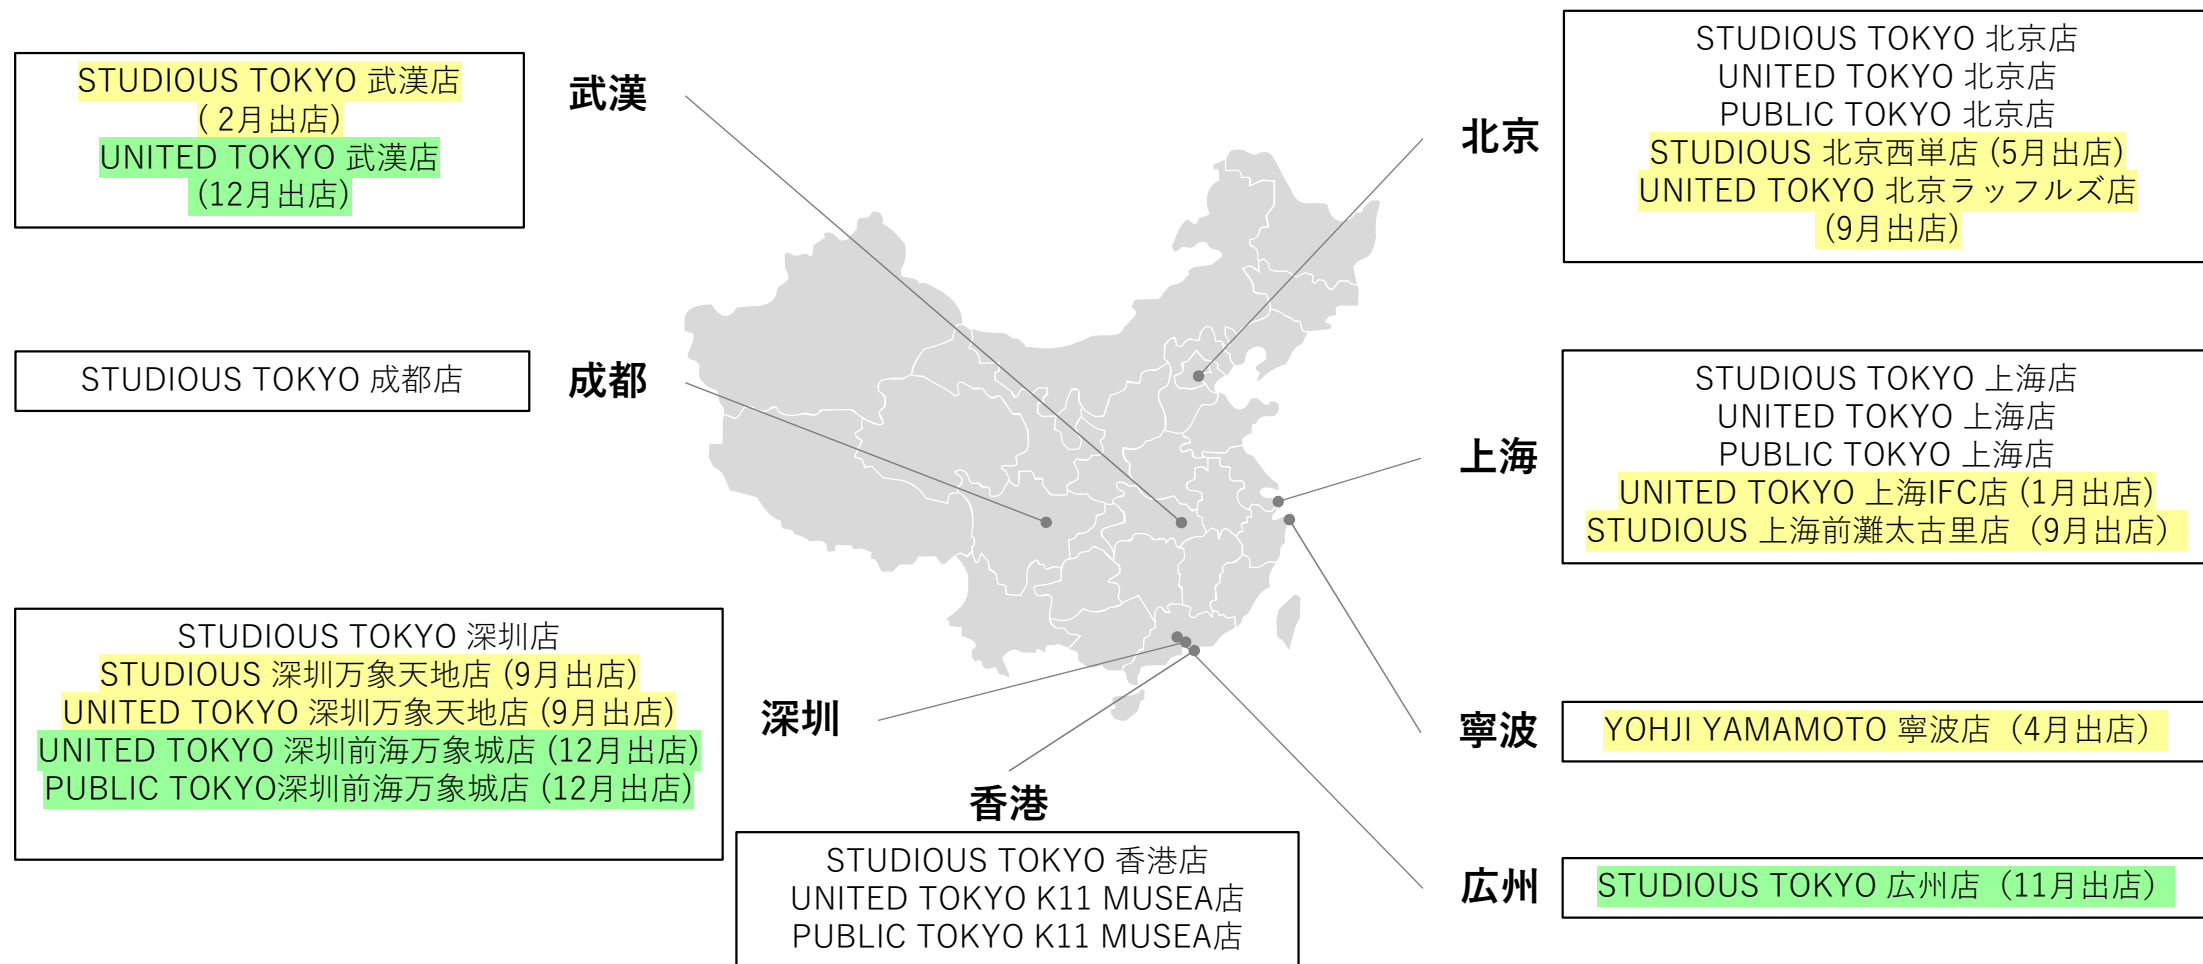 武漢
STUDIOUS TOKYO 武漢店
( 2月出店)
UNITED TOKYO 武漢店
(12月出店)
成都
STUDIOUS TOKYO 成都店
深圳
STUDIOUS TOKYO 深圳店
STUDIOUS 深圳万象天地店 (9月出店)
UNITED TOKYO 深圳万象天地店 (9月出店)
UNITED TOKYO 深圳前海万象城店 (12月出店)
PUBLIC TOKYO深圳前海万象城店 (12月出店)
香港
STUDIOUS TOKYO 香港店
UNITED TOKYO K11 MUSEA店
PUBLIC TOKYO K11 MUSEA店
北京
STUDIOUS TOKYO 北京店
UNITED TOKYO 北京店
PUBLIC TOKYO 北京店
STUDIOUS 北京西単店 (5月出店)
UNITED TOKYO 北京ラッフルズ店
(9月出店)
上海
STUDIOUS TOKYO 上海店
UNITED TOKYO 上海店
PUBLIC TOKYO 上海店
UNITED TOKYO 上海IFC店 (1月出店)
STUDIOUS 上海前灘太古里店（9月出店）
寧波
YOHJI YAMAMOTO 寧波店（4月出店）
広州
STUDIOUS TOKYO 広州店（11月出店）